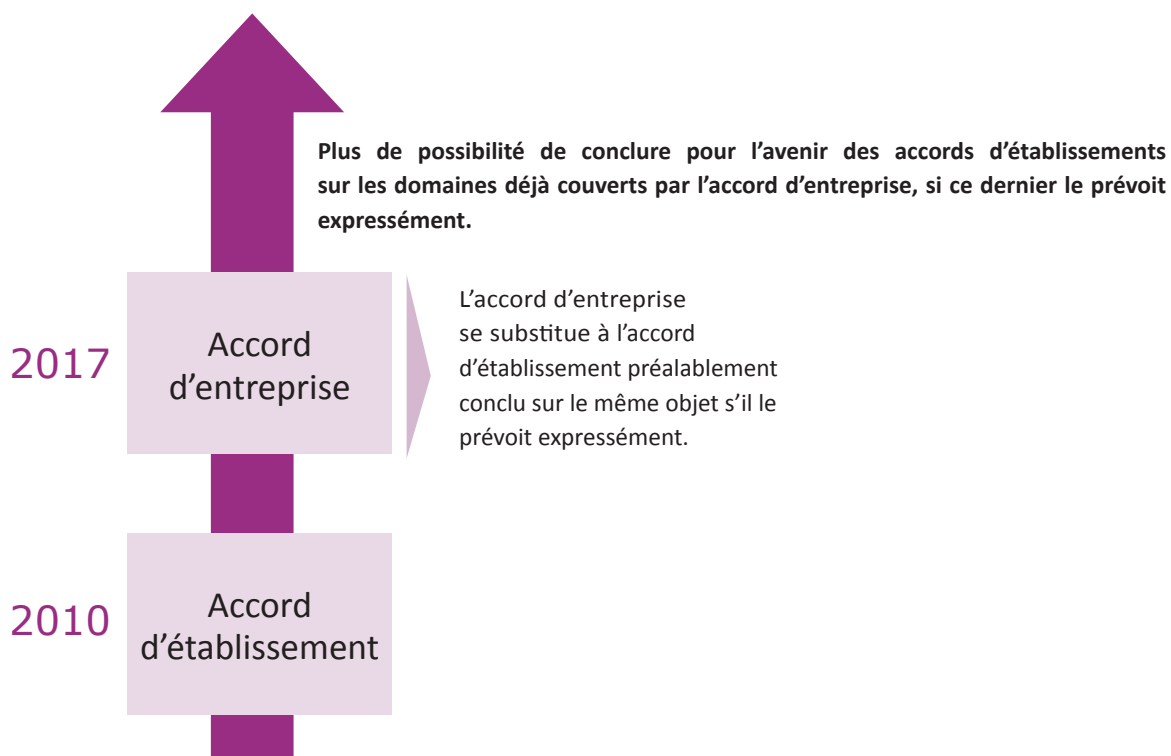 Plus de possibilité de conclure pour l’avenir des accords d’établissements
sur les domaines déjà couverts par l’accord d’entreprise, si ce dernier le prévoit
expressément.
2017
Accord
d’entreprise
L’accord d’entreprise
se substitue à l’accord
d’établissement préalablement
conclu sur le même objet s’il le
prévoit expressément.
2010
Accord
d’établissement